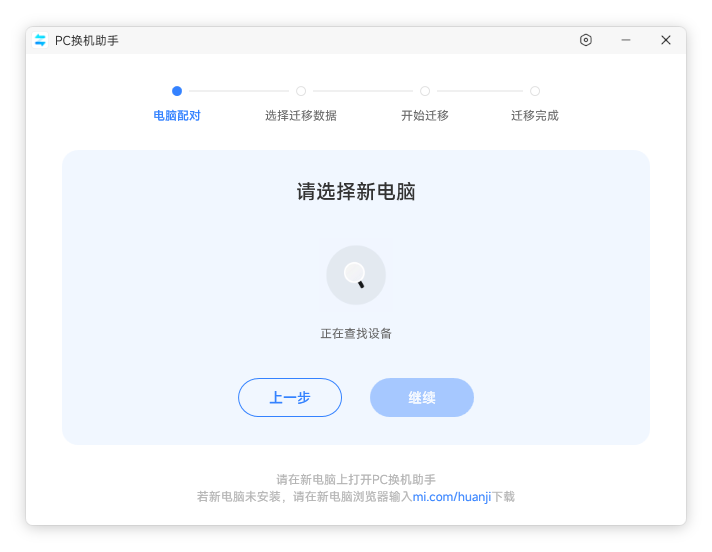 PC换机助手
电脑配对
选择迁移数据
开始迁移
迁移完成
请选择新电脑
正在查找设备
上一步
继续
请在新电脑上打开PC换机助手
若新电脑未安装，请在新电脑浏览器输入mi.com/huanji下载